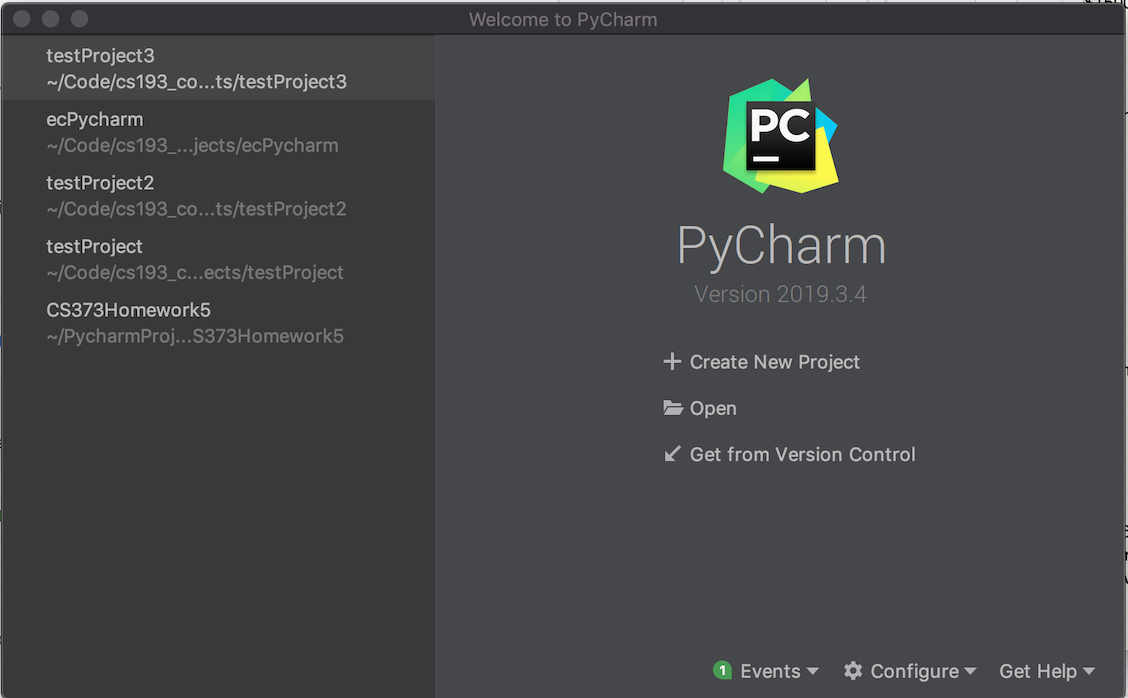 Welcome to PyCharm
testProject3
~/Code/cs193_co...ts/testProject3
ecPycharm
~/Code/cs193_...jects/ecPycharm
testProject2
~/Code/cs193_co...ts/testProject2
testProject
~/Code/cs193_c...ects/testProject
CS373Homework5
~/PycharmProj...S373Homework5
PC
PyCharm
Version 2019.3.4
Create New Project
Open
Get from Version Control
1 Events
Configure
Get Help